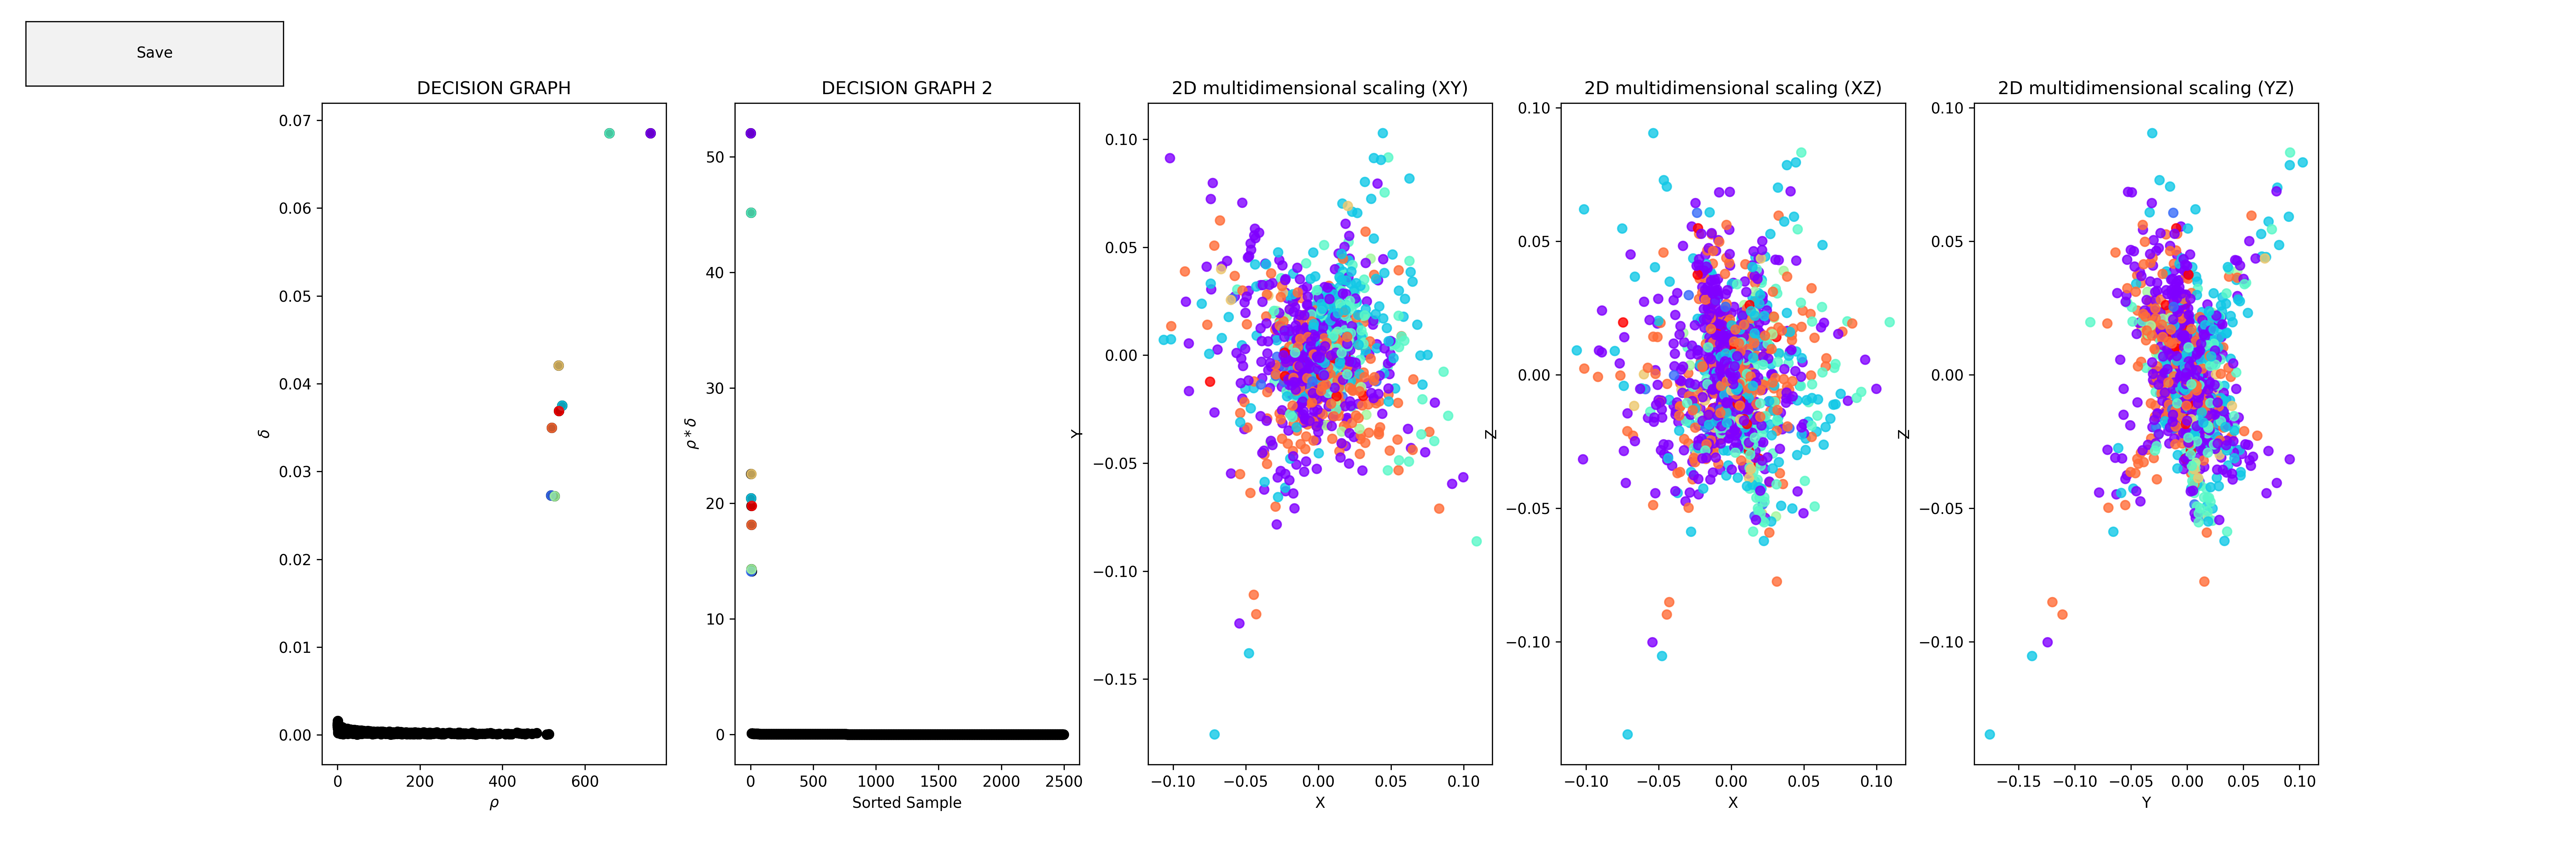 Save
DECISION GRAPH
0.07
0.06
0.05
0.04
0.03
0.02
0.01
0.00
δ
0 200 400 600
ρ
DECISION GRAPH 2
50
40
30
20
10
0
ρ * δ
0 500 1000 1500 2000 2500
Sorted Sample
2D multidimensional scaling (XY)
0.10
0.05
0.00
−0.05
−0.10
−0.15
Y
−0.10 −0.05 0.00 0.05 0.10
X
2D multidimensional scaling (XZ)
0.10
0.05
0.00
−0.05
−0.10
Z
−0.10 −0.05 0.00 0.05 0.10
X
2D multidimensional scaling (YZ)
0.10
0.05
0.00
−0.05
−0.10
Z
−0.15 −0.10 −0.05 0.00 0.05 0.10
Y